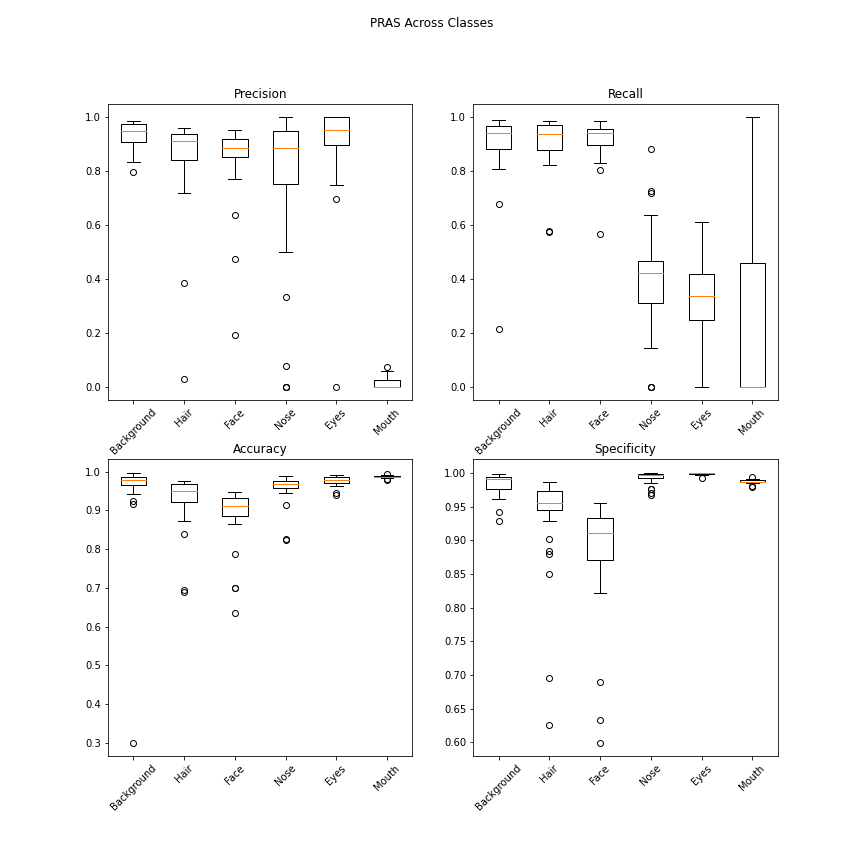 PRAS Across Classes
Precision
1.0
0.8
0.6
0.4
0.2
0.0
Background
Hair
Face
Nose
Eyes
Mouth
Recall
1.0
0.8
0.6
0.4
0.2
0.0
Background
Hair
Face
Nose
Eyes
Mouth
Accuracy
1.0
0.9
0.8
0.7
0.6
0.5
0.4
0.3
Background
Hair
Face
Nose
Eyes
Mouth
Specificity
1.00
0.95
0.90
0.85
0.80
0.75
0.70
0.65
0.60
Background
Hair
Face
Nose
Eyes
Mouth